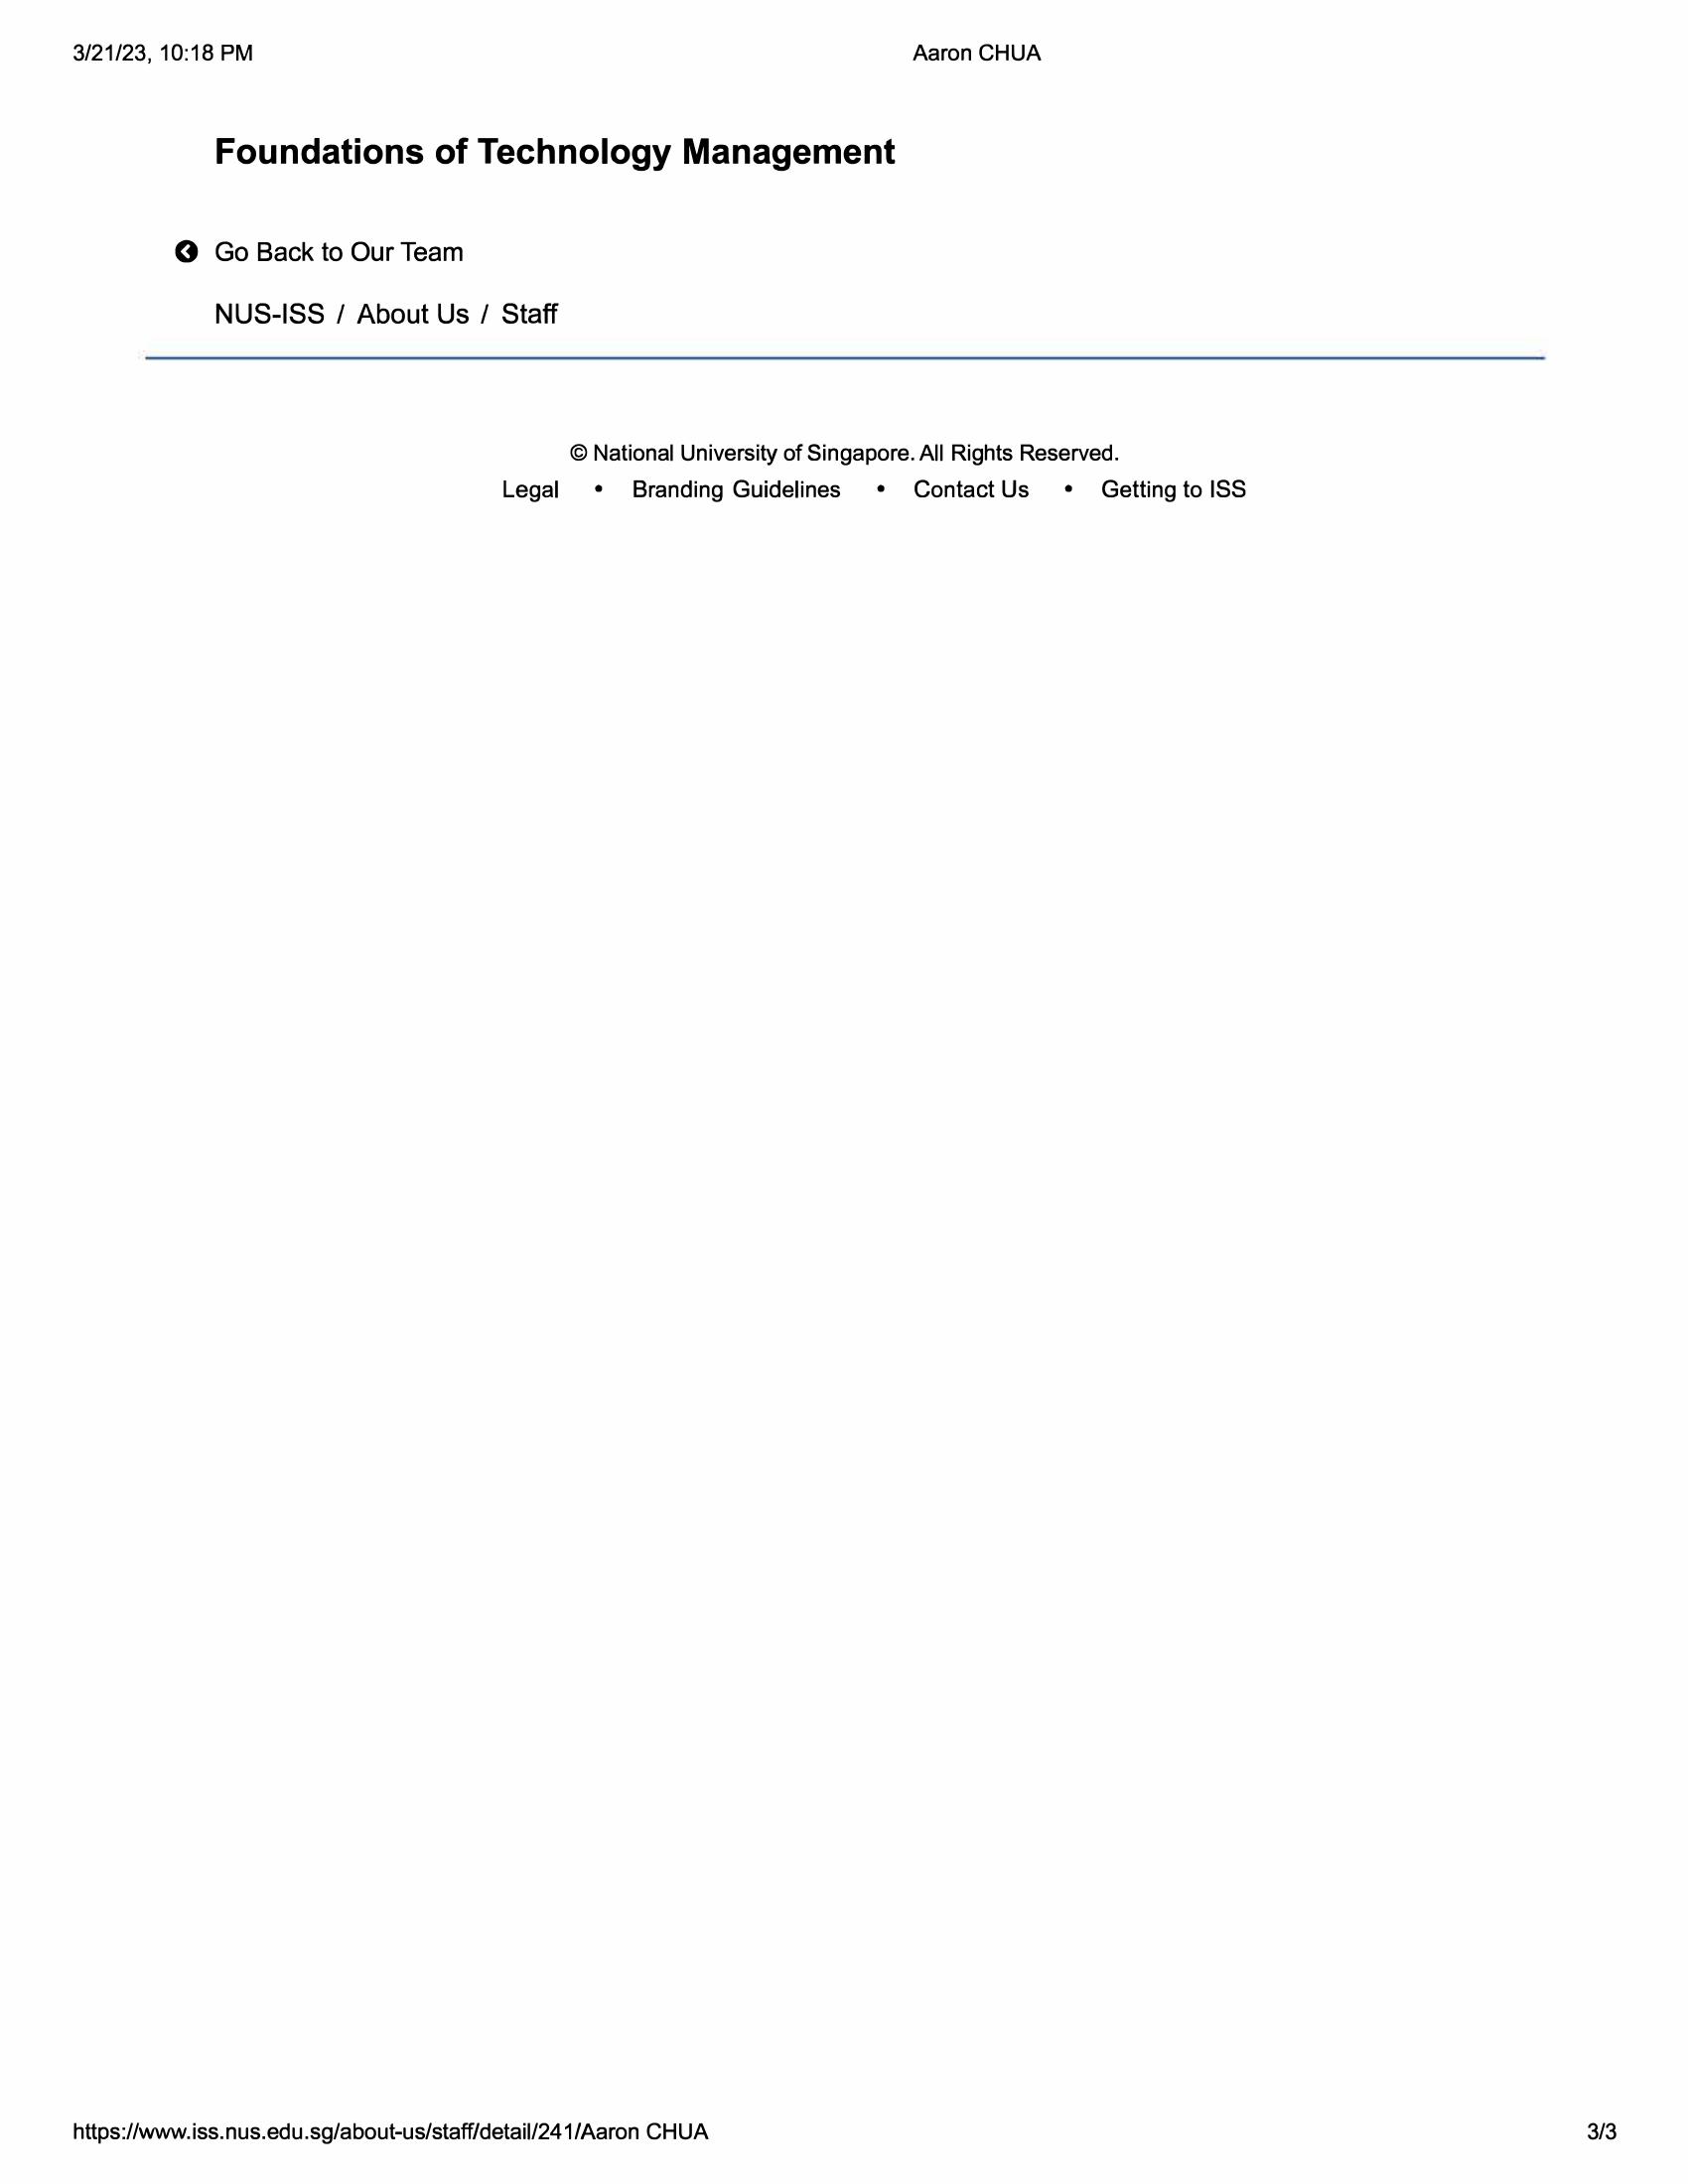 3/21/23, 10:18 PM Aaron CHUA
Foundations of Technology Management
Go Back to Our Team
NUS-ISS / About Us / Staff
© National University of Singapore. All Rights Reserved.
Legal • Branding Guidelines • Contact Us • Getting to ISS
https://www.iss.nus.edu.sg/about-us/staff/detail/241/Aaron CHUA 3/3